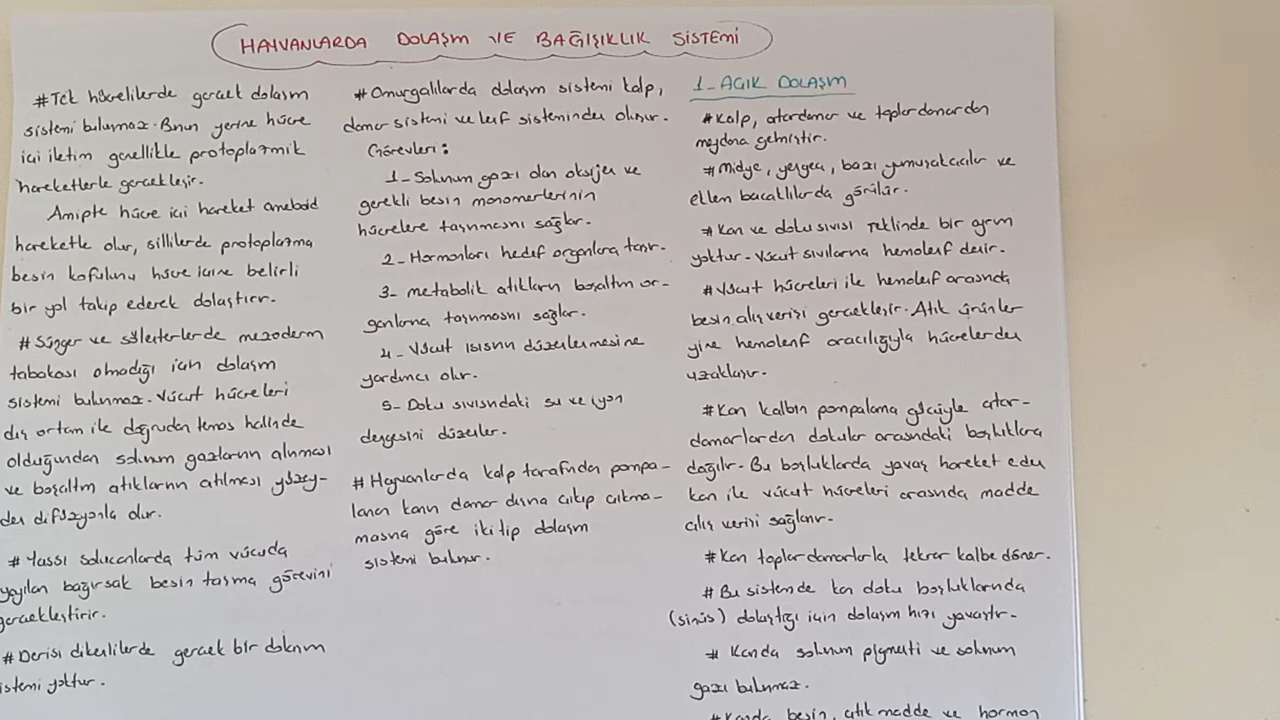 HAYVANLARDA DOLAŞIM VE BAĞIŞIKLIK SİSTEMİ
# Tek hücrelilerde gerçek dolaşım
sistemi bulunmaz. Bunun yerine hücre
içi iletim genellikle protoplazmik
hareketlerle gerçekleşir.
Amipte hücre içi hareket ameboid
hareketle olur, sillilerde protoplazma
besin kofulunu hücre içine belirli
bir yol takip ederek dolaştırır.
# Sünger ve sölenterlerde mezoderm
tabakası olmadığı için dolaşım
sistemi bulunmaz. Vücut hücreleri
dış ortam ile doğrudan temas halinde
olduğundan solunum gazlarının alınması
ve boşaltım atıklarının atılması yüzey-
den difüzyonla olur.
# Yassı solucanlarda tüm vücuda
yayılan bağırsak besin taşıma görevini
gerçekleştirir.
# Derisi dikenlilerde gerçek bir dolanım
sistemi yoktur.
# Omurgalılarda dolaşım sistemi kalp,
damar sistemi ve lenf sisteminden oluşur.
Görevleri:
1- Solunum gazı olan oksijen ve
gerekli besin monomerlerinin
hücrelere taşınmasını sağlar.
2- Hormonları hedef organlara taşır.
3- metabolik atıkların boşaltım or-
ganlarına taşınmasını sağlar.
4- Vücut ısısının düzenlenmesine
yardımcı olur.
5- Doku sıvısındaki su ve iyon
dengesini düzenler.
# Hayvanlarda kalp tarafından pompa-
lanan kanın damar dışına çıkıp çıkma-
masına göre iki tip dolaşım
sistemi bulunur.
1- AÇIK DOLAŞIM
# Kalp, atardamar ve toplardamardan
meydana gelmiştir.
# Midye, yengeç, bazı yumuşakçalar ve
eklem bacaklılarda görülür.
# Kan ve doku sıvısı şeklinde bir ayrım
yoktur. Vücut sıvılarına hemolenf denir.
# Vücut hücreleri ile hemolenf arasında
besin alış verişi gerçekleşir. Atık ürünler
yine hemolenf aracılığıyla hücrelerden
uzaklaşır.
# Kan kalbin pompalama gücüyle atar-
damarlardan dokular arasındaki boşluklara
dağılır. Bu boşluklarda yavaş hareket eden
kan ile vücut hücreleri arasında madde
alış verişi sağlanır.
# Kan toplar damarlarla tekrar kalbe döner.
# Bu sistemde kan doku boşluklarında
(sinüs) dolaştığı için dolaşım hızı yavaştır.
# Kanda solunum pigmenti ve solunum
gazı bulunmaz.
# Kanda besin, atık madde ve hormon